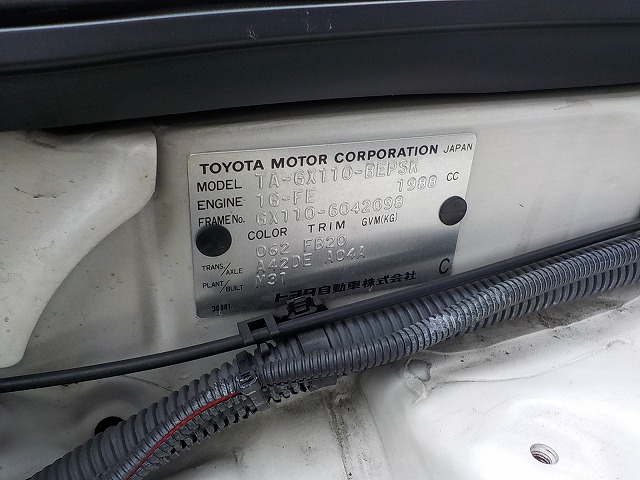 TOYOTA MOTOR CORPORATION JAPAN
MODEL TA-GX110-BEPSK
ENGINE 1G-FE 1988 CC
FRAME No. GX110-6042098
COLOR TRIM GVM(KG)
062 FB20
TRANS/AXLE A42DE A04A
PLANT/BUILT M31
トヨタ自動車株式会社 C
36881